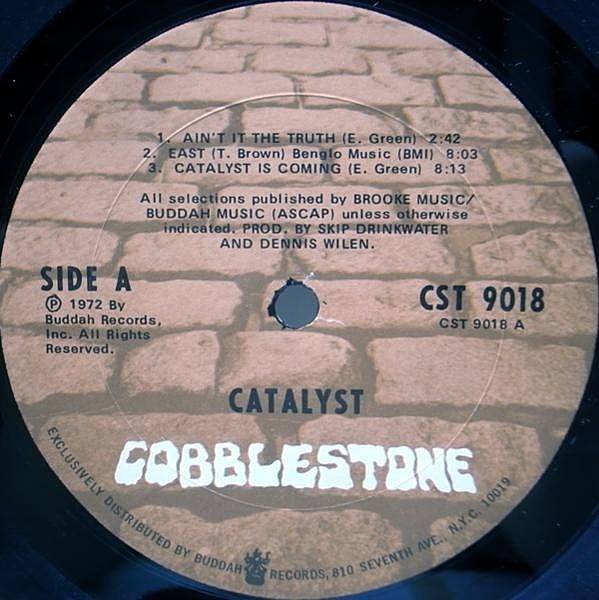 1. AIN'T IT THE TRUTH (E. Green) 2:42
2. EAST (T. Brown) Benglo Music (BMI) 8:03
3. CATALYST IS COMING (E. Green) 8:13
All selections published by BROOKE MUSIC/
BUDDAH MUSIC (ASCAP) unless otherwise
indicated. PROD. BY SKIP DRINKWATER
AND DENNIS WILEN.
SIDE A
Ⓟ 1972 By
Buddah Records,
Inc. All Rights
Reserved.
CST 9018
CST 9018 A
CATALYST
COBBLESTONE
EXCLUSIVELY DISTRIBUTED BY BUDDAH RECORDS, 810 SEVENTH AVE., N.Y.C. 10019